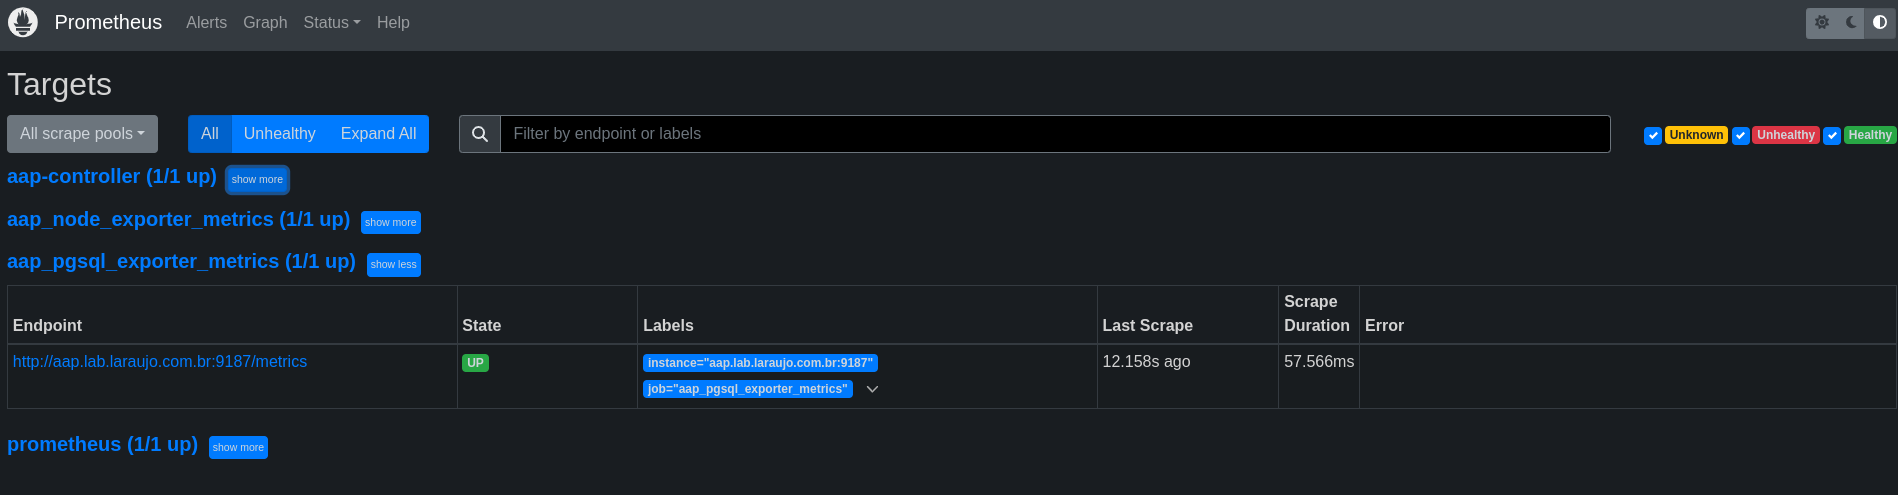 Prometheus Alerts Graph Status Help
Targets
All scrape pools All Unhealthy Expand All Filter by endpoint or labels Unknown Unhealthy Healthy
aap-controller (1/1 up) show more
aap_node_exporter_metrics (1/1 up) show more
aap_pgsql_exporter_metrics (1/1 up) show less
Endpoint State Labels Last Scrape Scrape Duration Error
http://aap.lab.laraujo.com.br:9187/metrics UP instance="aap.lab.laraujo.com.br:9187" 12.158s ago 57.566ms
job="aap_pgsql_exporter_metrics"
prometheus (1/1 up) show more